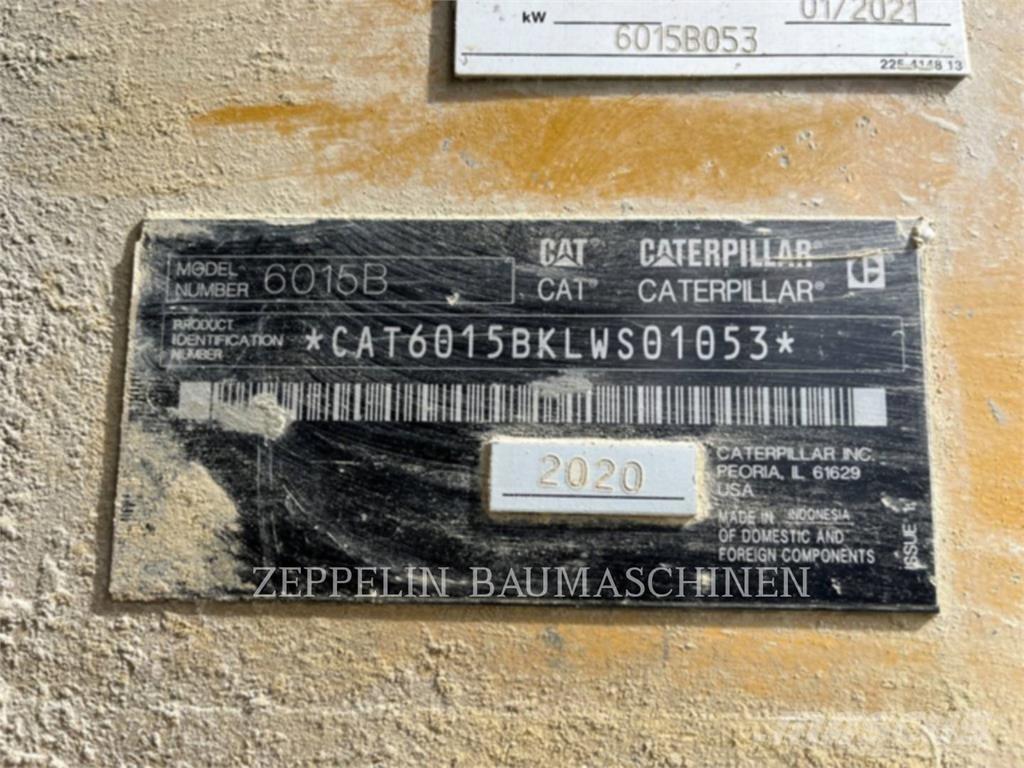 kW 01/2021
6015B053
225-4148 13
CAT® CATERPILLAR®
MODEL NUMBER 6015B
CAT® CATERPILLAR®
PRODUCT IDENTIFICATION NUMBER *CAT6015BKLWS01053*
2020
CATERPILLAR INC.
PEORIA, IL 61629
USA
MADE IN INDONESIA
OF DOMESTIC AND
FOREIGN COMPONENTS
ISSUE
ZEPPELIN BAUMASCHINEN